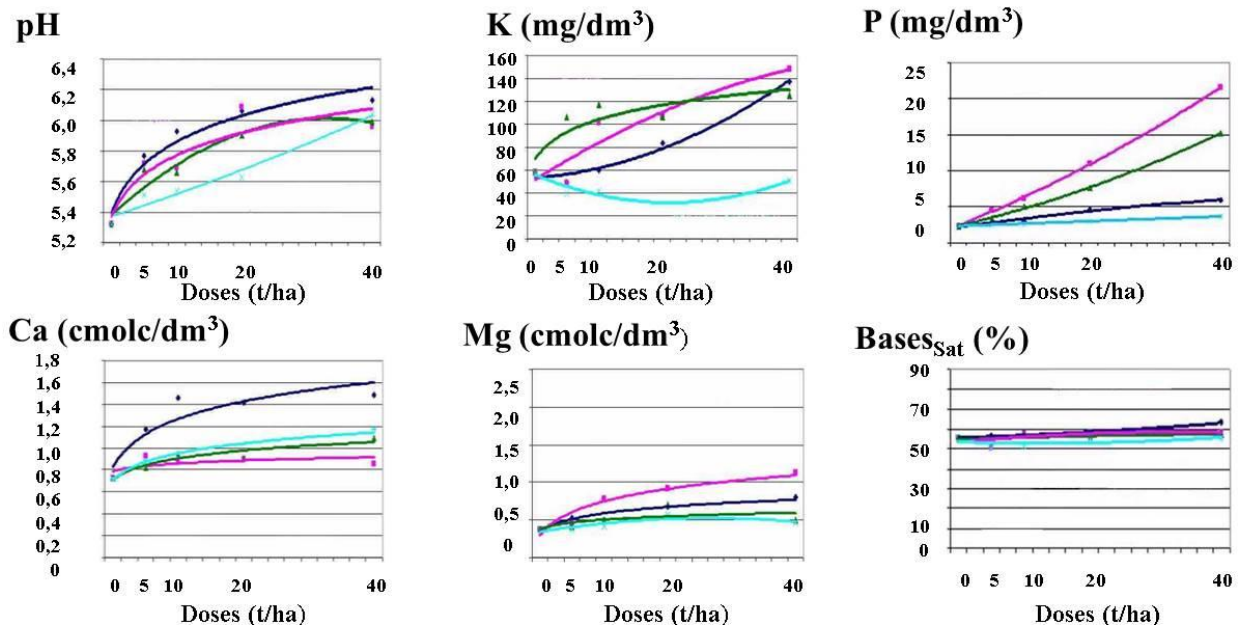 pH
6,4
6,2
6,0
5,8
5,6
5,4
5,2
0 5 10 20 40
Doses (t/ha)
K (mg/dm³)
160
140
120
100
80
60
40
20
0
0 5 10 20 40
Doses (t/ha)
P (mg/dm³)
25
20
15
10
5
0
0 5 10 20 40
Doses (t/ha)
Ca (cmolc/dm³)
1,8
1,6
1,4
1,2
1,0
0,8
0,6
0,4
0,2
0
0 5 10 20 40
Doses (t/ha)
Mg (cmolc/dm³)
2,5
2,0
1,5
1,0
0,5
0
0 5 10 20 40
Doses (t/ha)
Bases Sat (%)
90
70
60
50
30
10
0
0 5 10 20 40
Doses (t/ha)